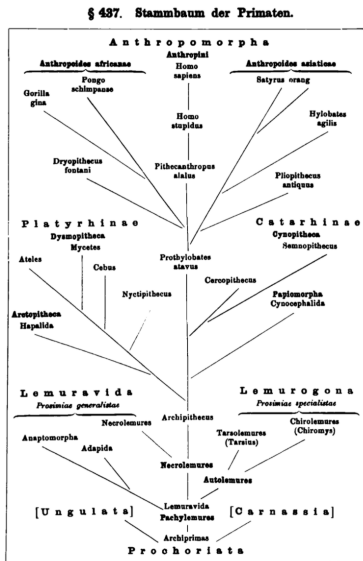 § 437. Stammbaum der Primaten.
Anthropomorpha
Anthropoides africanae
Anthropini
Anthropoides asiaticae
Pongo
schimpanse
Homo
sapiens
Satyrus orang
Gorilla
gina
Homo
stupidus
Hylobates
agilis
Dryopithecus
fontani
Pithecanthropus
alalus
Pliopithecus
antiquus
Platyrhinae
Catarhinae
Dysmopitheca
Mycetes
Cynopitheca
Semnopithecus
Ateles
Cebus
Prothylobates
atavus
Nyctipithecus
Cercopithecus
Arctopitheca
Hapalida
Papiomorpha
Cynocephalida
Lemuravida
Prosimiae generalistae
Lemurogona
Prosimiae specialistae
Archipithecus
Necrolemures
Tarsolemures
(Tarsius)
Chirolemures
(Chiromys)
Anaptomorpha
Adapida
Necrolemures
Autolemures
Lemuravida
Pachylemures
[Ungulata]
[Carnassia]
Archiprimas
Prochoriata